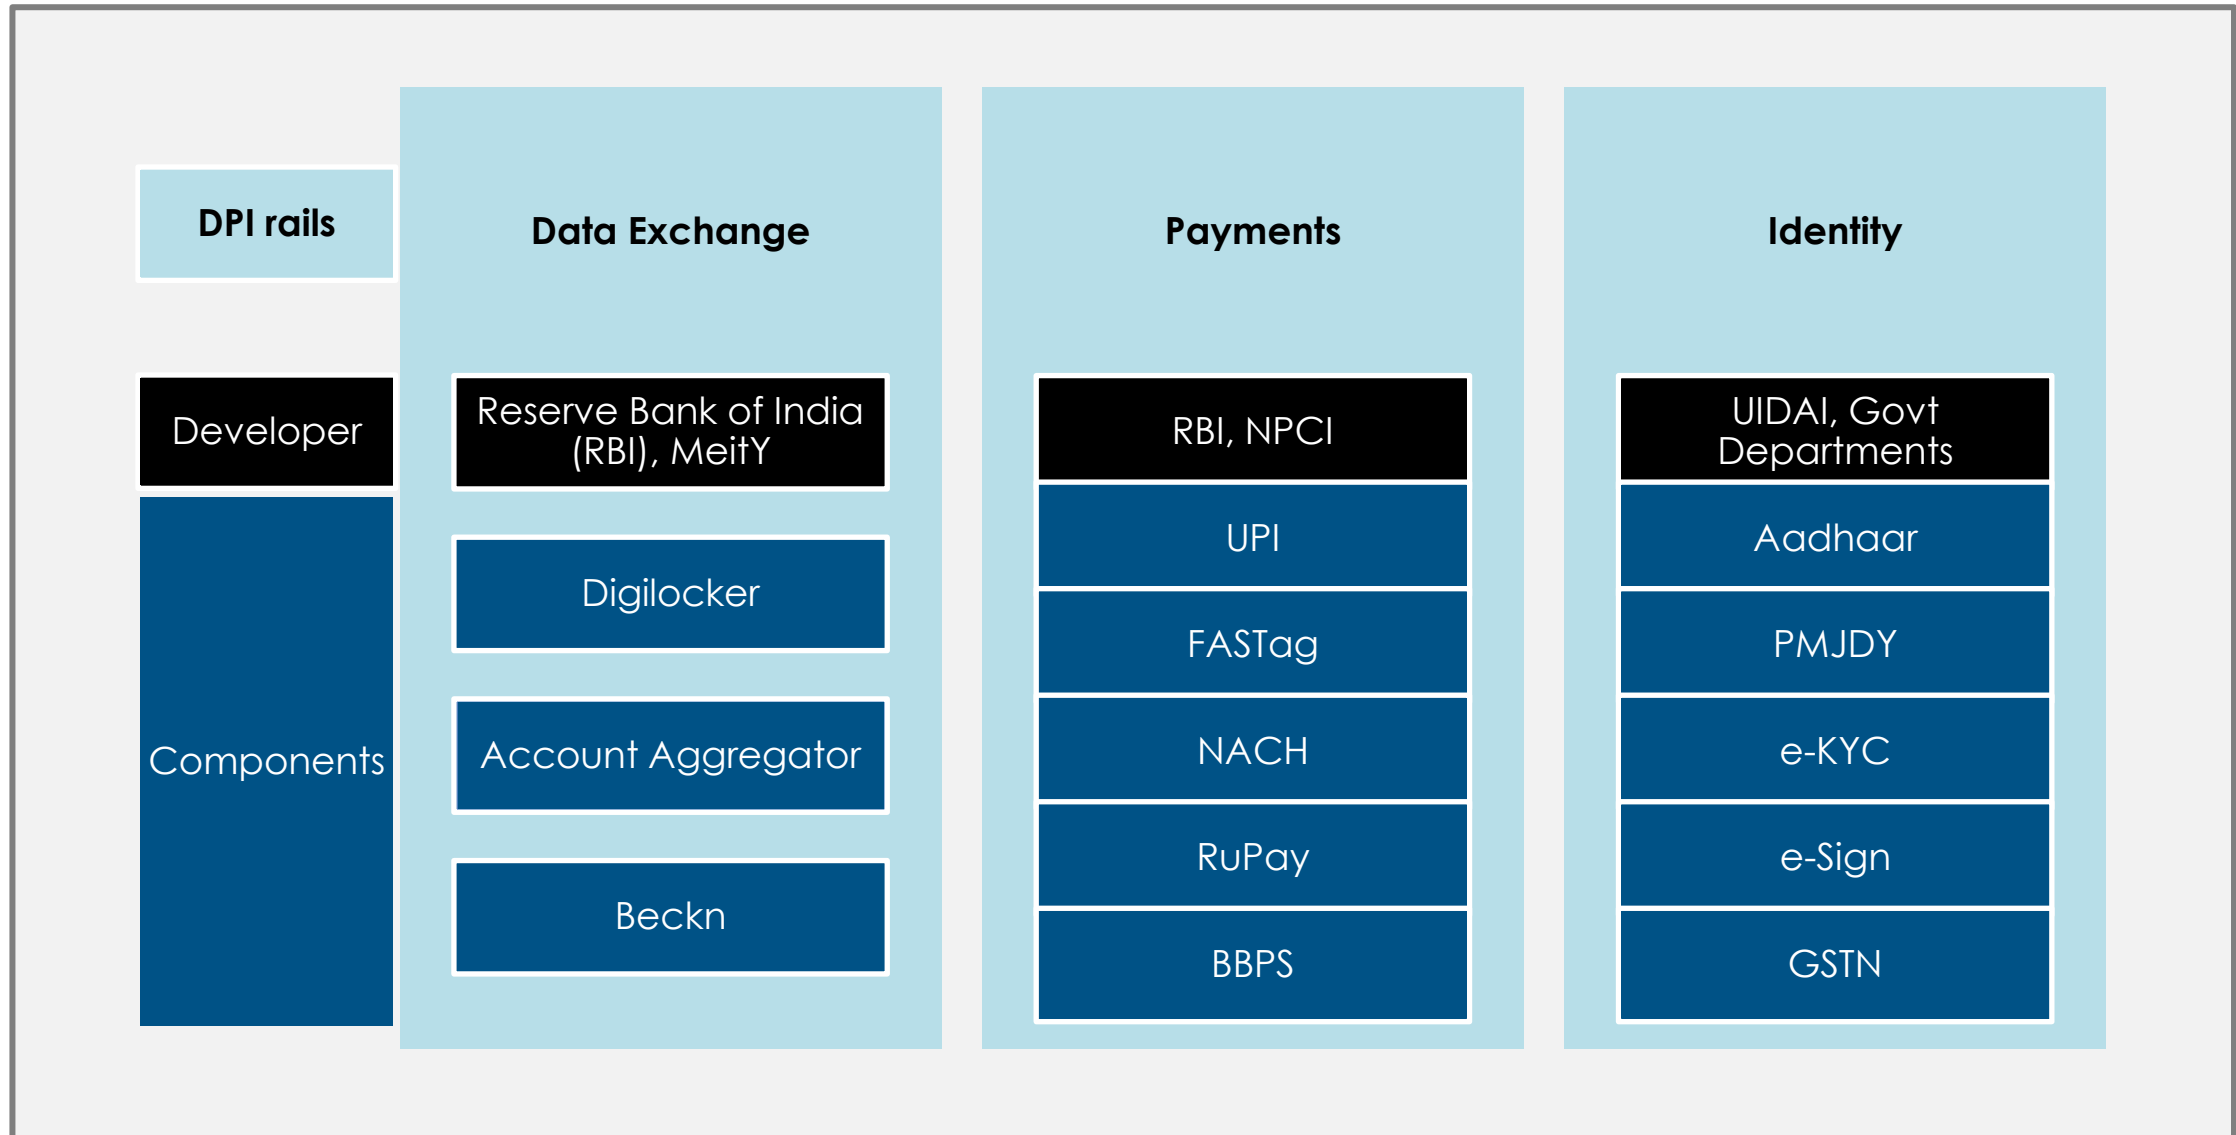 DPI rails
Data Exchange
Payments
Identity
Developer
Reserve Bank of India
(RBI), MeitY
RBI, NPCI
UIDAI, Govt
Departments
Components
Digilocker
Account Aggregator
Beckn
UPI
FASTag
NACH
RuPay
BBPS
Aadhaar
PMJDY
e-KYC
e-Sign
GSTN